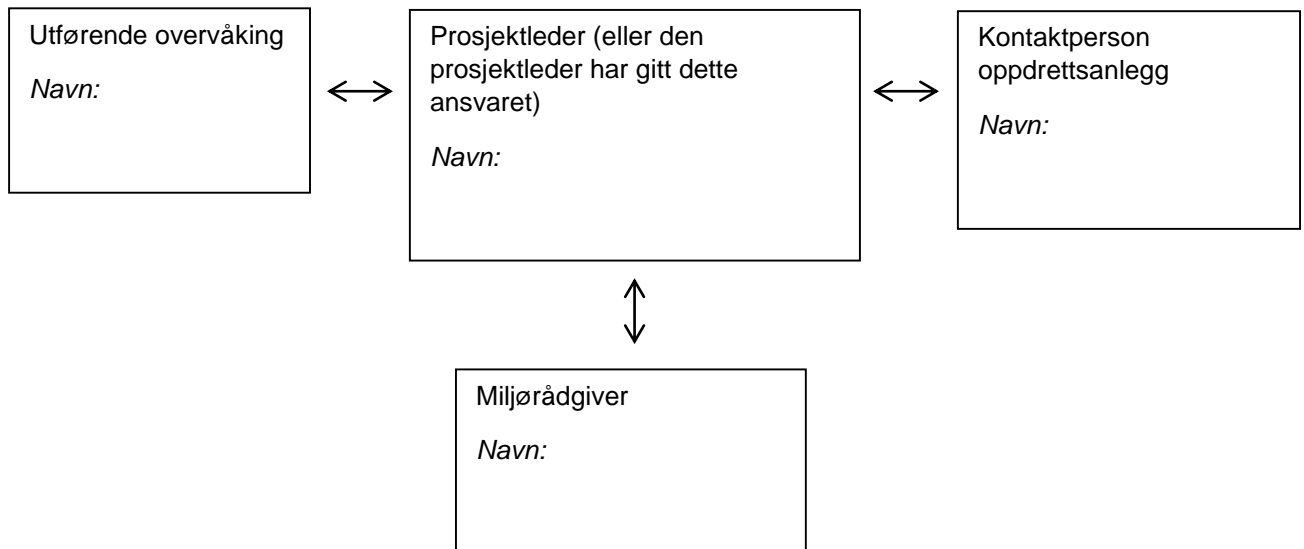 Utførende overvåking
Navn:
Prosjektleder (eller den
prosjektleder har gitt dette
ansvaret)
Navn:
Kontaktperson
oppdrettsanlegg
Navn:
Miljørådgiver
Navn: